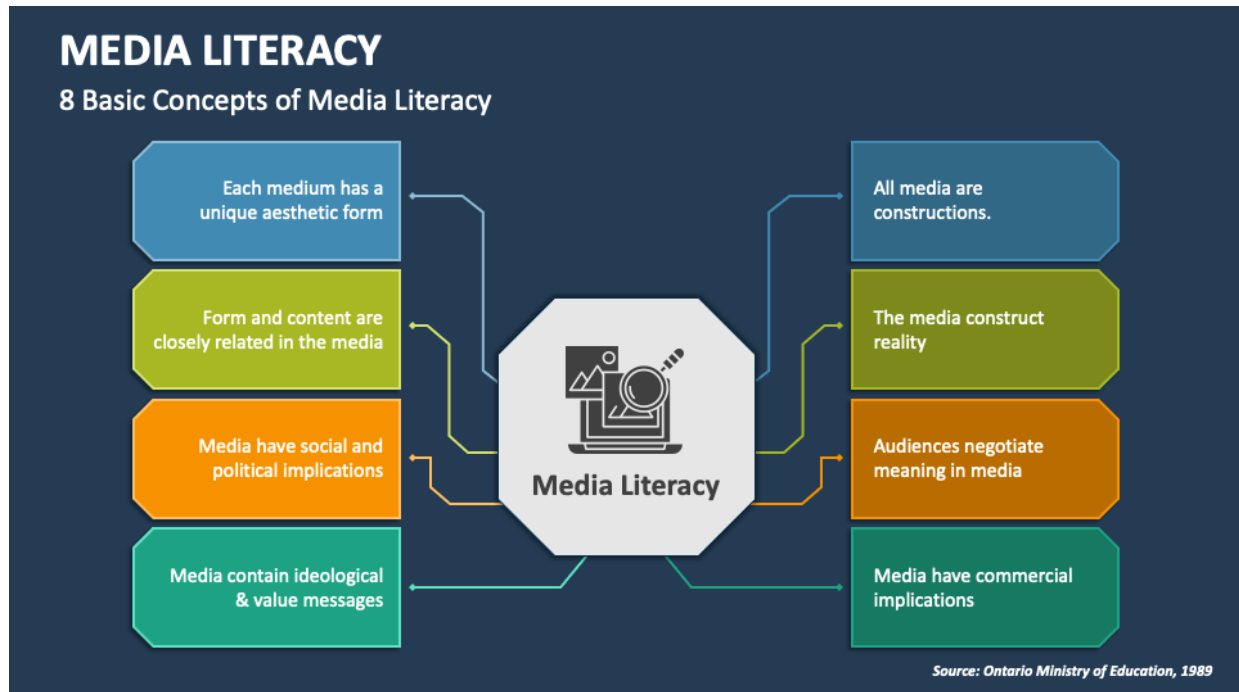 MEDIA LITERACY
8 Basic Concepts of Media Literacy
Each medium has a
unique aesthetic form
Form and content are
closely related in the media
Media have social and
political implications
Media contain ideological
& value messages
Media Literacy
All media are
constructions.
The media construct
reality
Audiences negotiate
meaning in media
Media have commercial
implications
Source: Ontario Ministry of Education, 1989